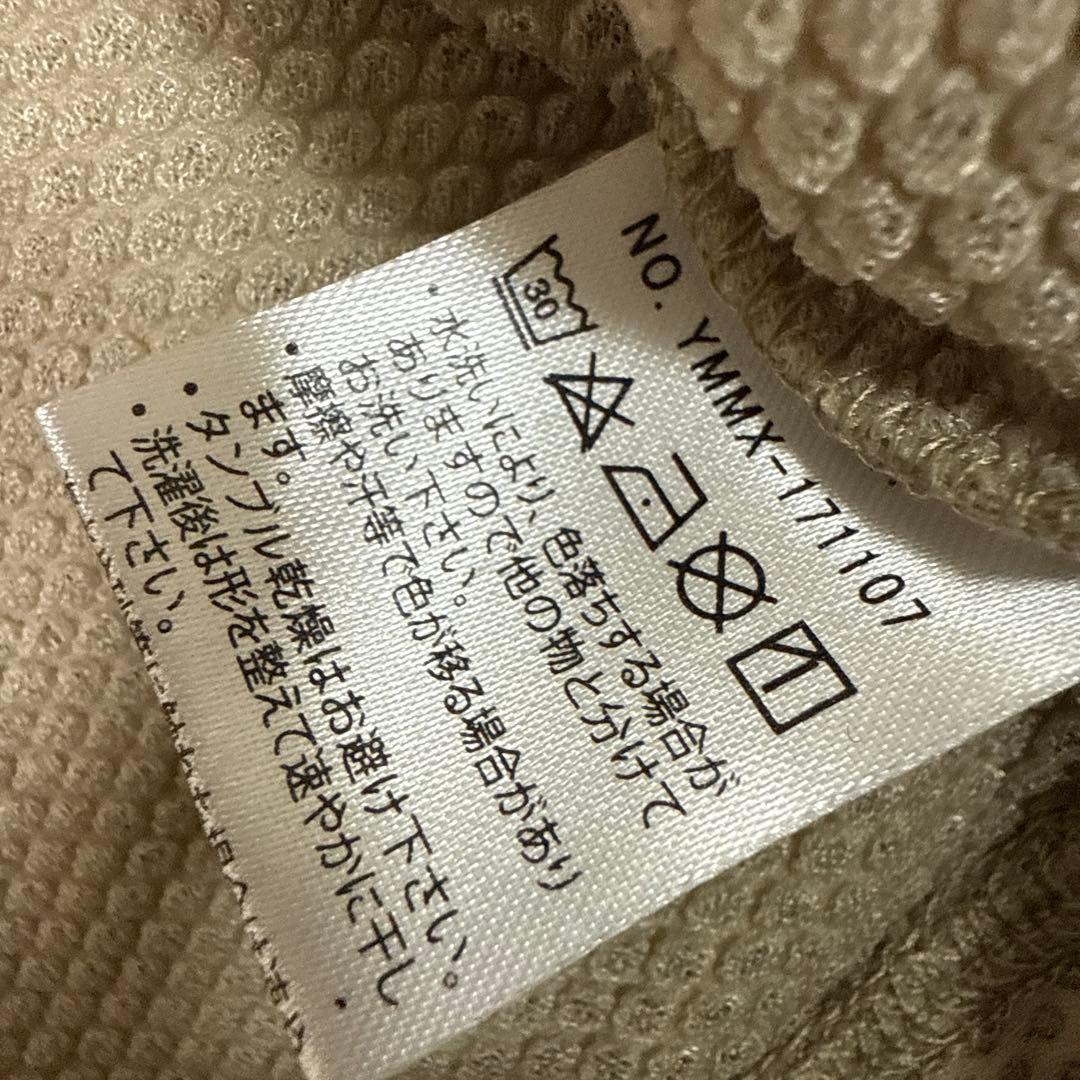 NO. YMMX-171107
30
・水洗いにより、色落ちする場合が
ありますので他の物と分けて
お洗い下さい。
・摩擦や汗等で色が移る場合があり
ます。
・タンブル乾燥はお避け下さい。
・洗濯後は形を整えて速やかに干し
て下さい。